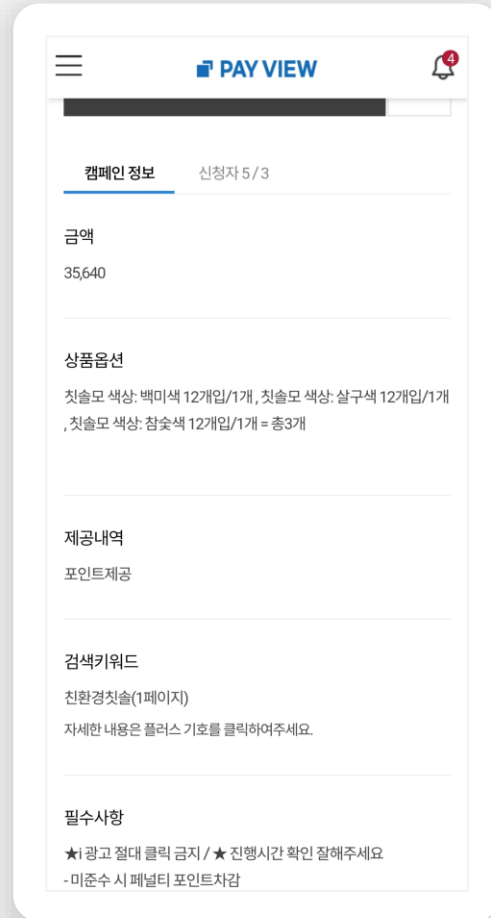 PAY VIEW
4
캠페인 정보
신청자 5 / 3
금액
35,640
상품옵션
칫솔모 색상: 백미색 12개입/1개 , 칫솔모 색상: 살구색 12개입/1개
, 칫솔모 색상: 참숯색 12개입/1개 = 총3개
제공내역
포인트제공
검색키워드
친환경칫솔(1페이지)
자세한 내용은 플러스 기호를 클릭하여주세요.
필수사항
★i 광고 절대 클릭 금지 / ★ 진행시간 확인 잘해주세요
- 미준수 시 페널티 포인트차감